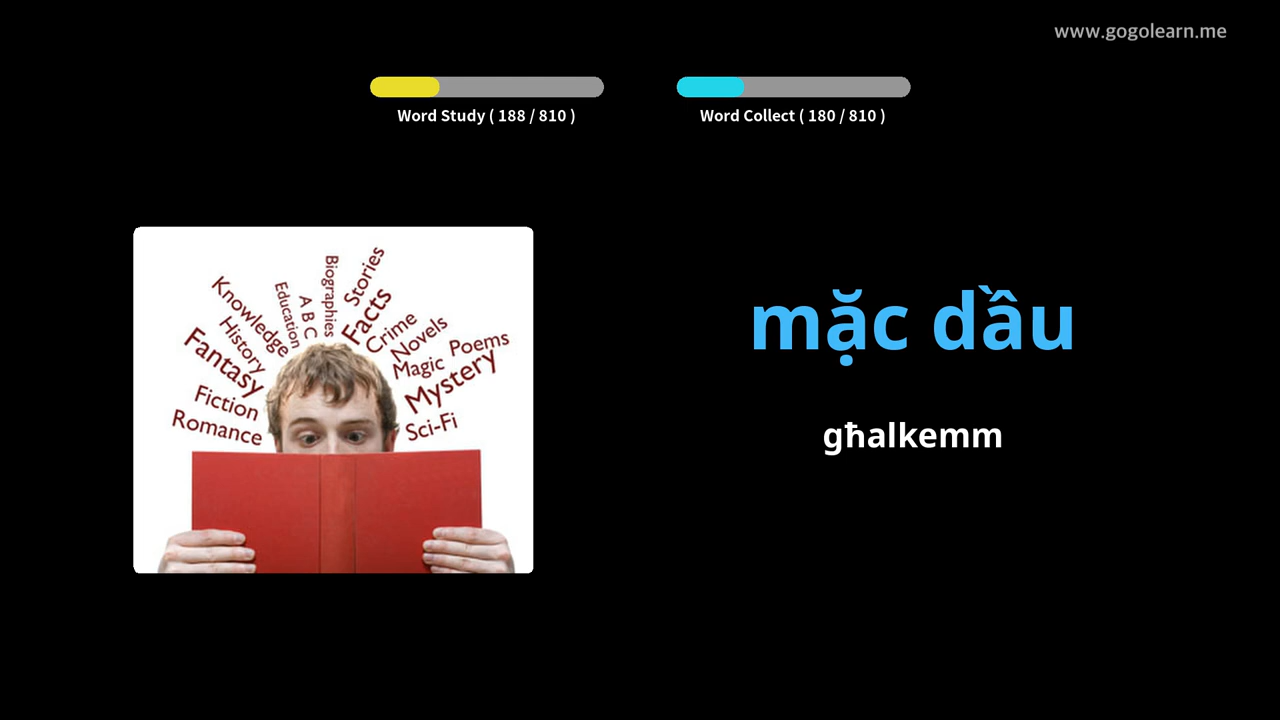 www.gogolearn.me
Word Study ( 188 / 810 )
Word Collect ( 180 / 810 )
Biographies
Stories
Education
A B C
Facts
Knowledge
Crime
History
Novels
Fantasy
Magic
Poems
Mystery
Fiction
Romance
Sci-Fi
mặc dầu
għalkemm